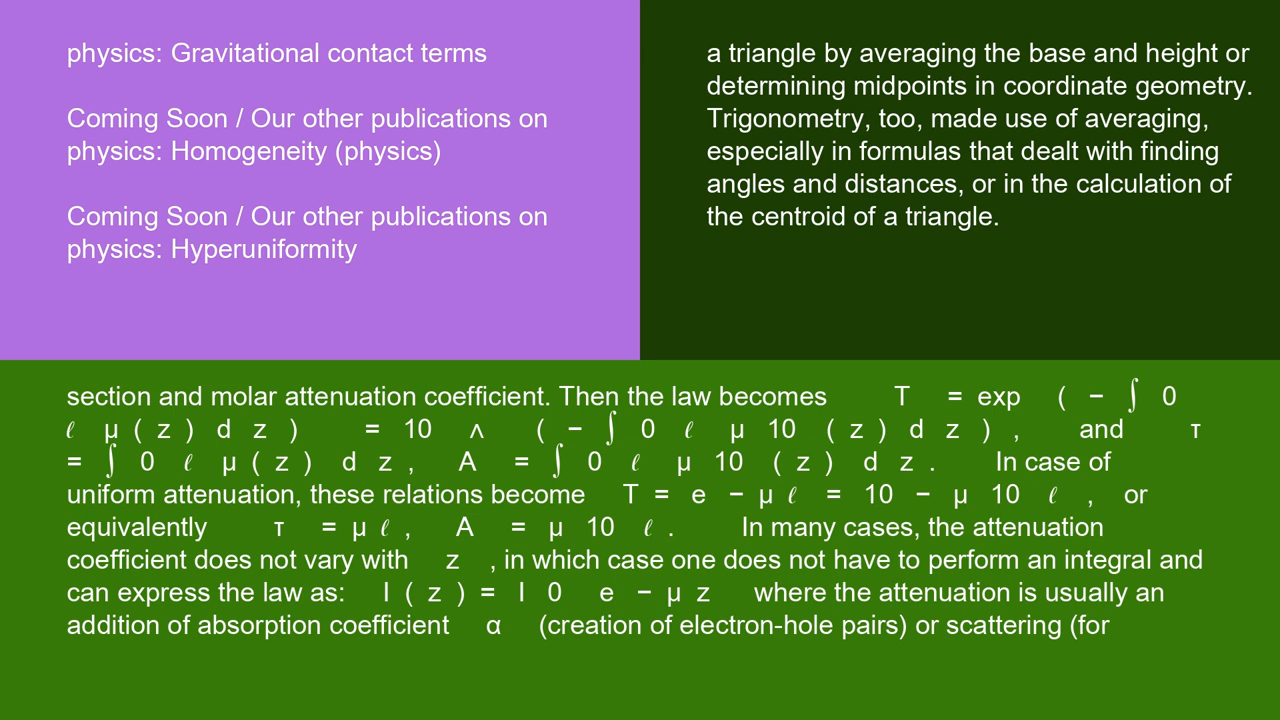 physics: Gravitational contact terms
Coming Soon / Our other publications on
physics: Homogeneity (physics)
Coming Soon / Our other publications on
physics: Hyperuniformity
a triangle by averaging the base and height or
determining midpoints in coordinate geometry.
Trigonometry, too, made use of averaging,
especially in formulas that dealt with finding
angles and distances, or in the calculation of
the centroid of a triangle.
section and molar attenuation coefficient. Then the law becomes T = exp ( − ∫ 0
ℓ μ ( z ) d z ) = 10 ∧ ( − ∫ 0 ℓ μ 10 ( z ) d z ) , and τ
= ∫ 0 ℓ μ ( z ) d z , A = ∫ 0 ℓ μ 10 ( z ) d z . In case of
uniform attenuation, these relations become T = e − μ ℓ = 10 − μ 10 ℓ , or
equivalently τ = μ ℓ , A = μ 10 ℓ . In many cases, the attenuation
coefficient does not vary with z , in which case one does not have to perform an integral and
can express the law as: I ( z ) = I 0 e − μ z where the attenuation is usually an
addition of absorption coefficient α (creation of electron-hole pairs) or scattering (for